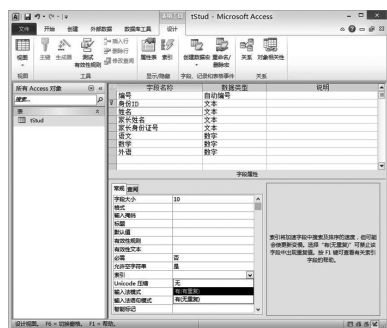 tStud - Microsoft Access
文件 开始 创建 外部数据 数据库工具 设计
视图 主键 生成器 测试有效性规则 插入行 删除行 修改查阅 属性表 索引 创建数据宏 重命名/删除宏 关系 对象相关性
视图 工具 显示/隐藏 字段、记录和表格事件 关系
所有 Access 对象
搜索...
表
tStud
字段名称 数据类型 说明
编号 自动编号
身份ID 文本
姓名 文本
家长姓名 文本
家长身份证号 文本
语文 数字
数学 数字
外语 数字
字段属性
常规 查阅
字段大小 10
格式
输入掩码
标题
默认值
有效性规则
有效性文本
必需 否
允许空字符串 是
索引
Unicode 压缩 无
输入法模式 有(有重复)
输入法语句模式 有(无重复)
智能标记
索引将加速字段中搜索及排序的速度，但可能
会使更新变慢。选择“有(无重复)”可禁止该
字段中出现重复值。按 F1 键可查看有关索引
字段的帮助。
设计视图。 F6 = 切换窗格。 F1 = 帮助。